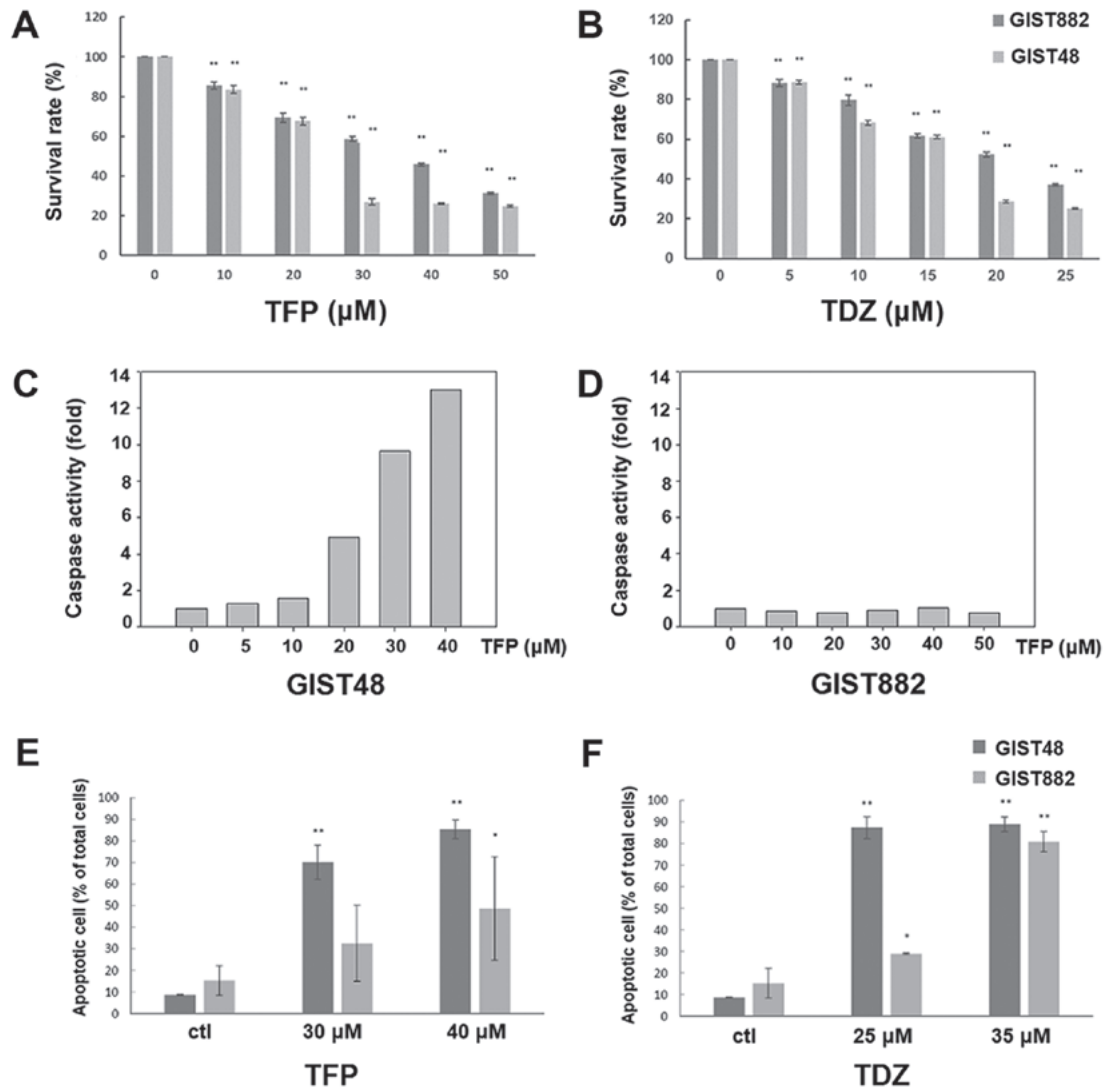 A
120
100
80
60
40
20
0
Survival rate (%)
** ** ** ** ** ** ** ** ** **
0 10 20 30 40 50
TFP (µM)
B
GIST882
GIST48
120
100
80
60
40
20
0
Survival rate (%)
** ** ** ** ** ** ** ** ** **
0 5 10 15 20 25
TDZ (µM)
C
14
12
10
8
6
4
2
0
Caspase activity (fold)
0 5 10 20 30 40 TFP (µM)
GIST48
D
14
12
10
8
6
4
2
0
Caspase activity (fold)
0 10 20 30 40 50 TFP (µM)
GIST882
E
100
90
80
70
60
50
40
30
20
10
0
Apoptotic cell (% of total cells)
** ** *
ctl 30 µM 40 µM
TFP
F
GIST48
GIST882
100
90
80
70
60
50
40
30
20
10
0
Apoptotic cell (% of total cells)
** * ** **
ctl 25 µM 35 µM
TDZ